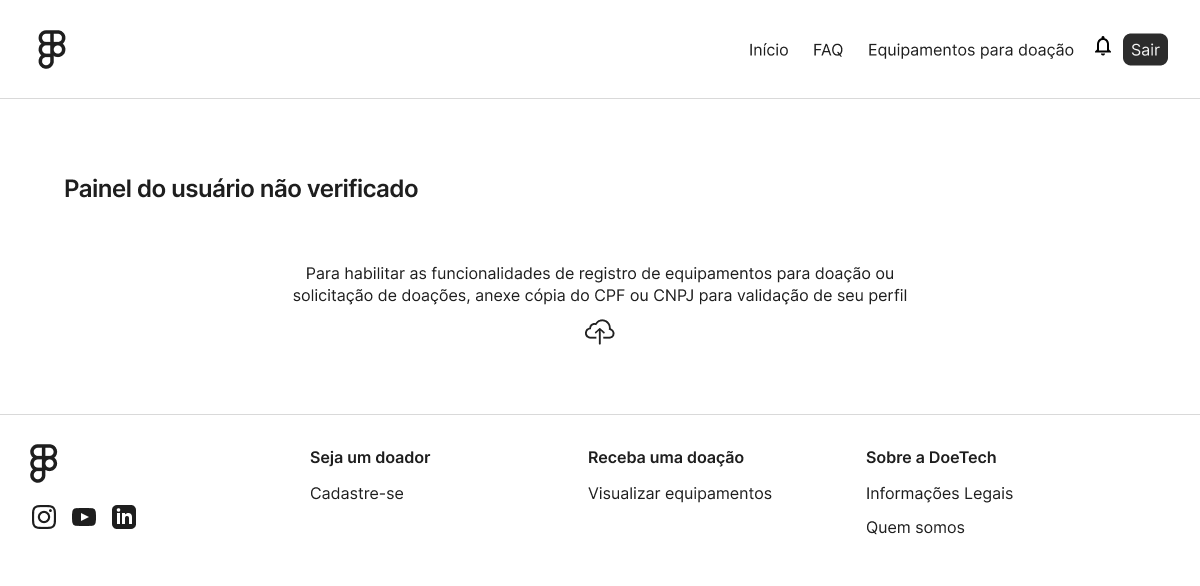 Início FAQ Equipamentos para doação Sair
Painel do usuário não verificado
Para habilitar as funcionalidades de registro de equipamentos para doação ou
solicitação de doações, anexe cópia do CPF ou CNPJ para validação de seu perfil
Seja um doador
Cadastre-se
Receba uma doação
Visualizar equipamentos
Sobre a DoeTech
Informações Legais
Quem somos